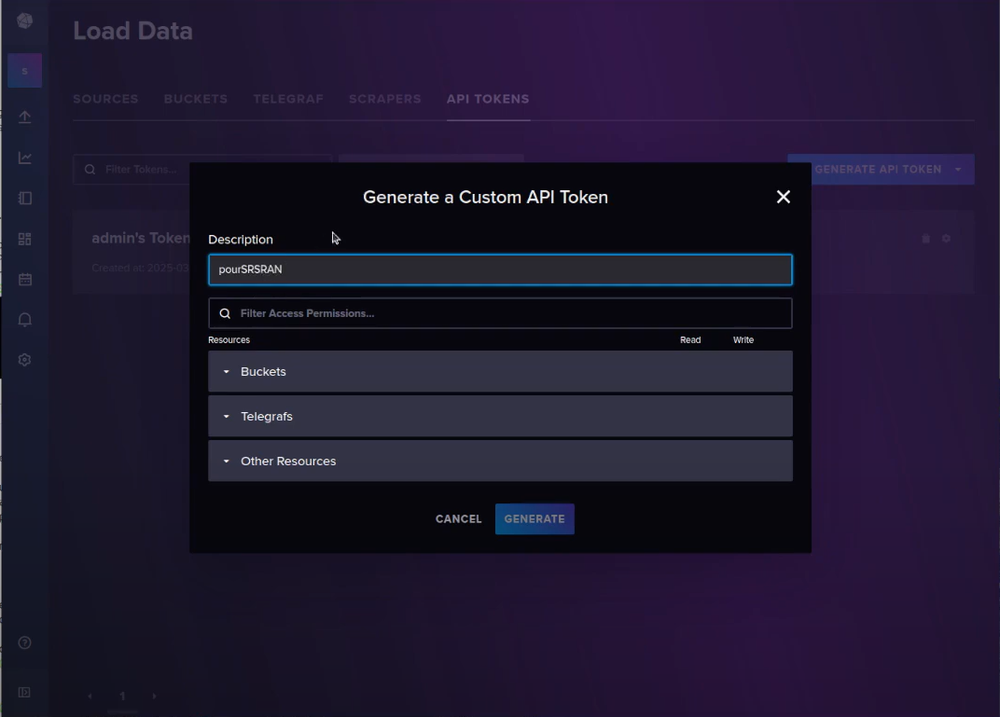 Load Data
S
SOURCES BUCKETS TELEGRAF SCRAPERS API TOKENS
Filter Tokens...
GENERATE API TOKEN
Generate a Custom API Token
admin's Token
Created at: 2025-03
Description
pourSRSRAN
Filter Access Permissions...
Resources Read Write
Buckets
Telegrafs
Other Resources
CANCEL GENERATE
1